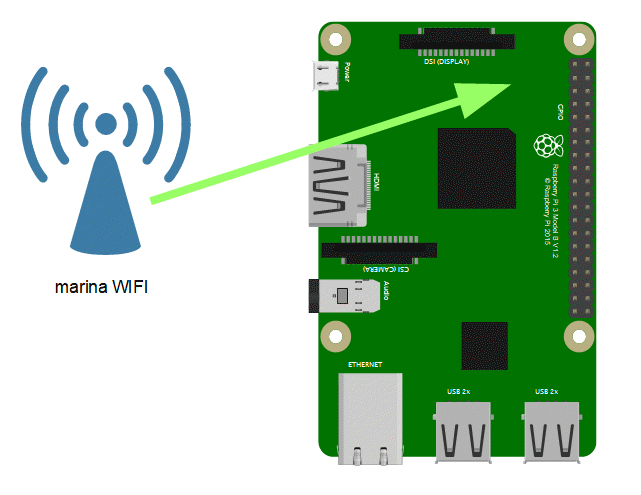 DSI (DISPLAY)
Power
GPIO
HDMI
Raspberry Pi 3 Model B V1.2
© Raspberry Pi 2015
CSI (CAMERA)
marina WIFI
Audio
ETHERNET
USB 2x
USB 2x